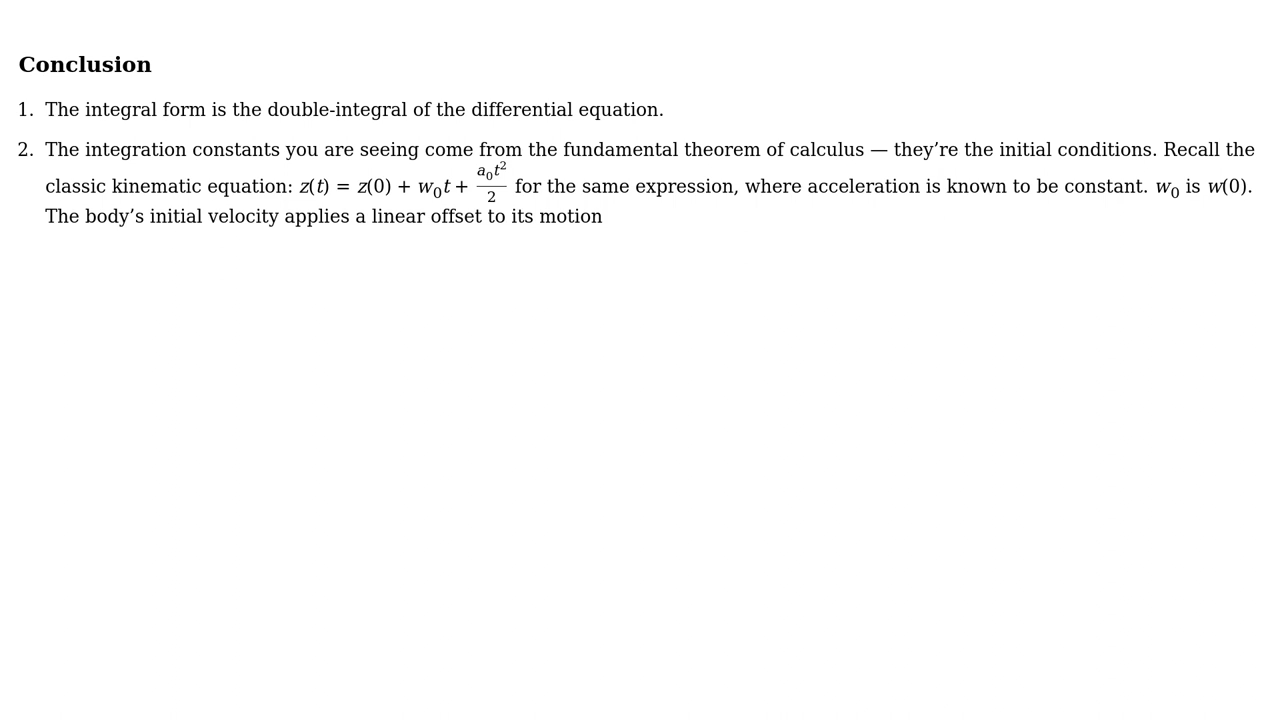 Conclusion
1. The integral form is the double-integral of the differential equation.
2. The integration constants you are seeing come from the fundamental theorem of calculus — they’re the initial conditions. Recall the
classic kinematic equation: z(t) = z(0) + w₀t + a₀t²/2 for the same expression, where acceleration is known to be constant. w₀ is w(0).
The body’s initial velocity applies a linear offset to its motion